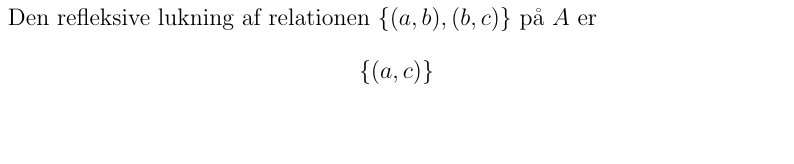 Den refleksive lukning af relationen {(a, b), (b, c)} på A er
{(a, c)}